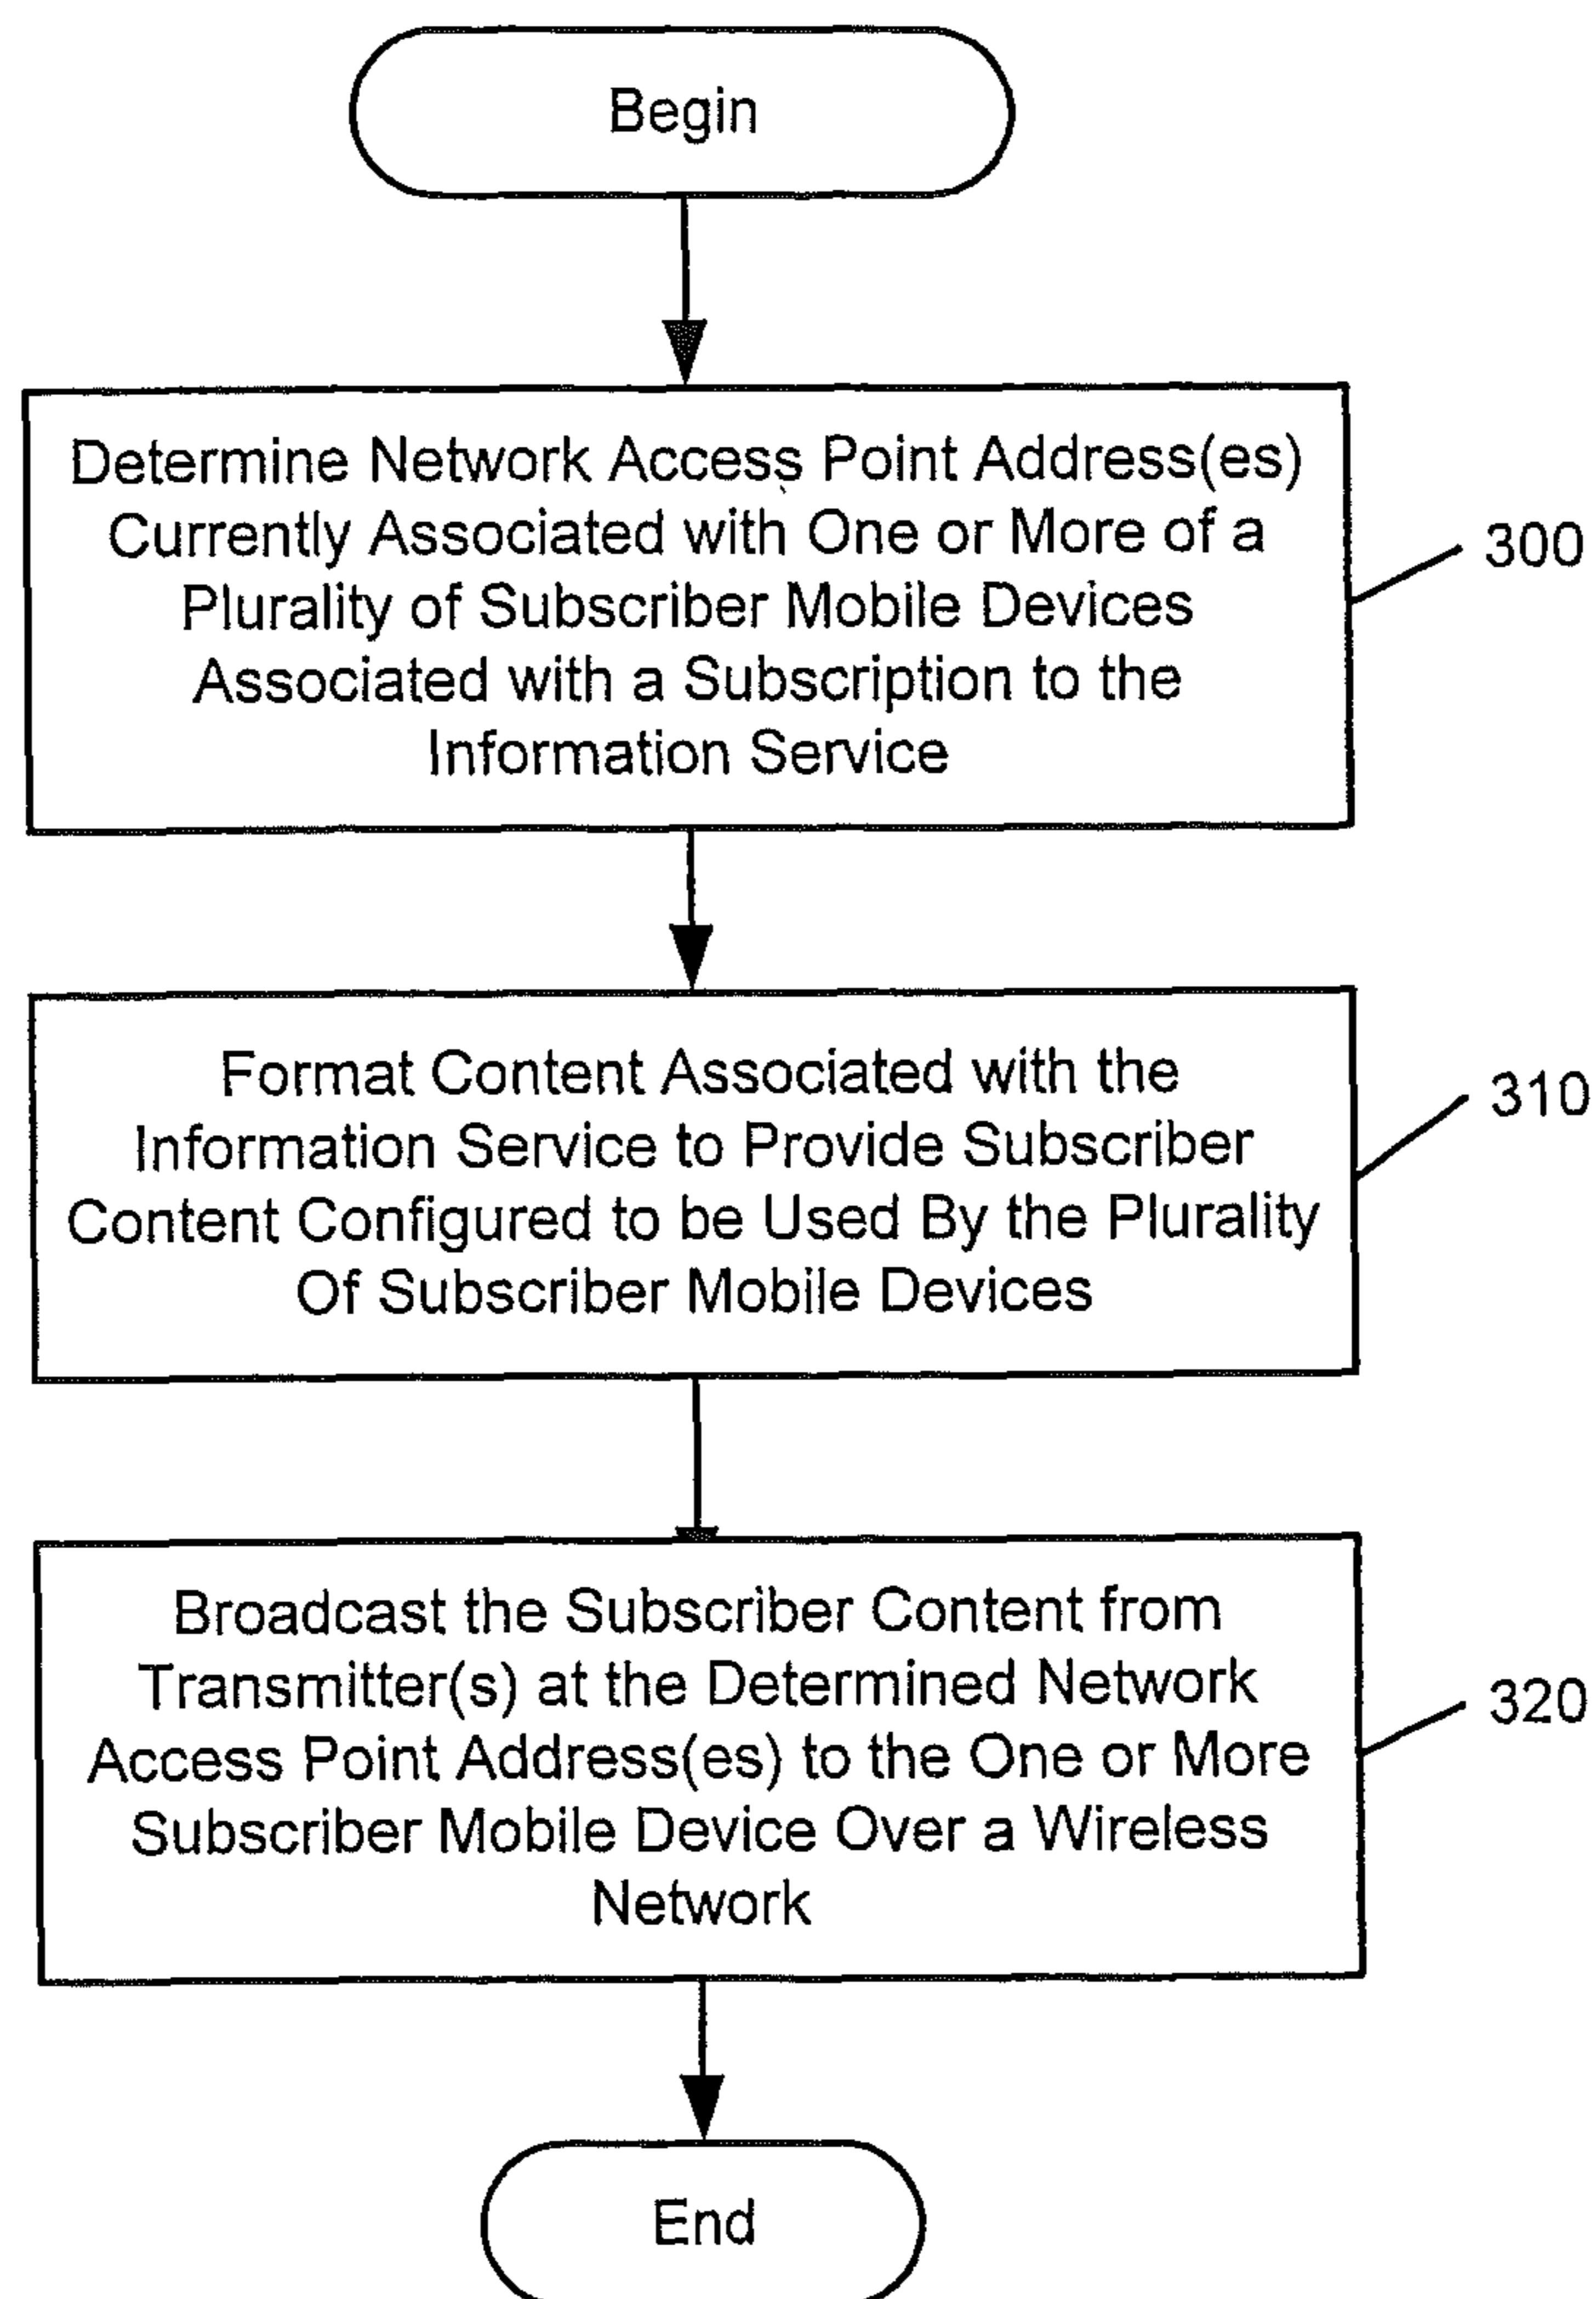 Begin
Determine Network Access Point Address(es)
Currently Associated with One or More of a
Plurality of Subscriber Mobile Devices
Associated with a Subscription to the
Information Service
300
Format Content Associated with the
Information Service to Provide Subscriber
Content Configured to be Used By the Plurality
Of Subscriber Mobile Devices
310
Broadcast the Subscriber Content from
Transmitter(s) at the Determined Network
Access Point Address(es) to the One or More
Subscriber Mobile Device Over a Wireless
Network
320
End